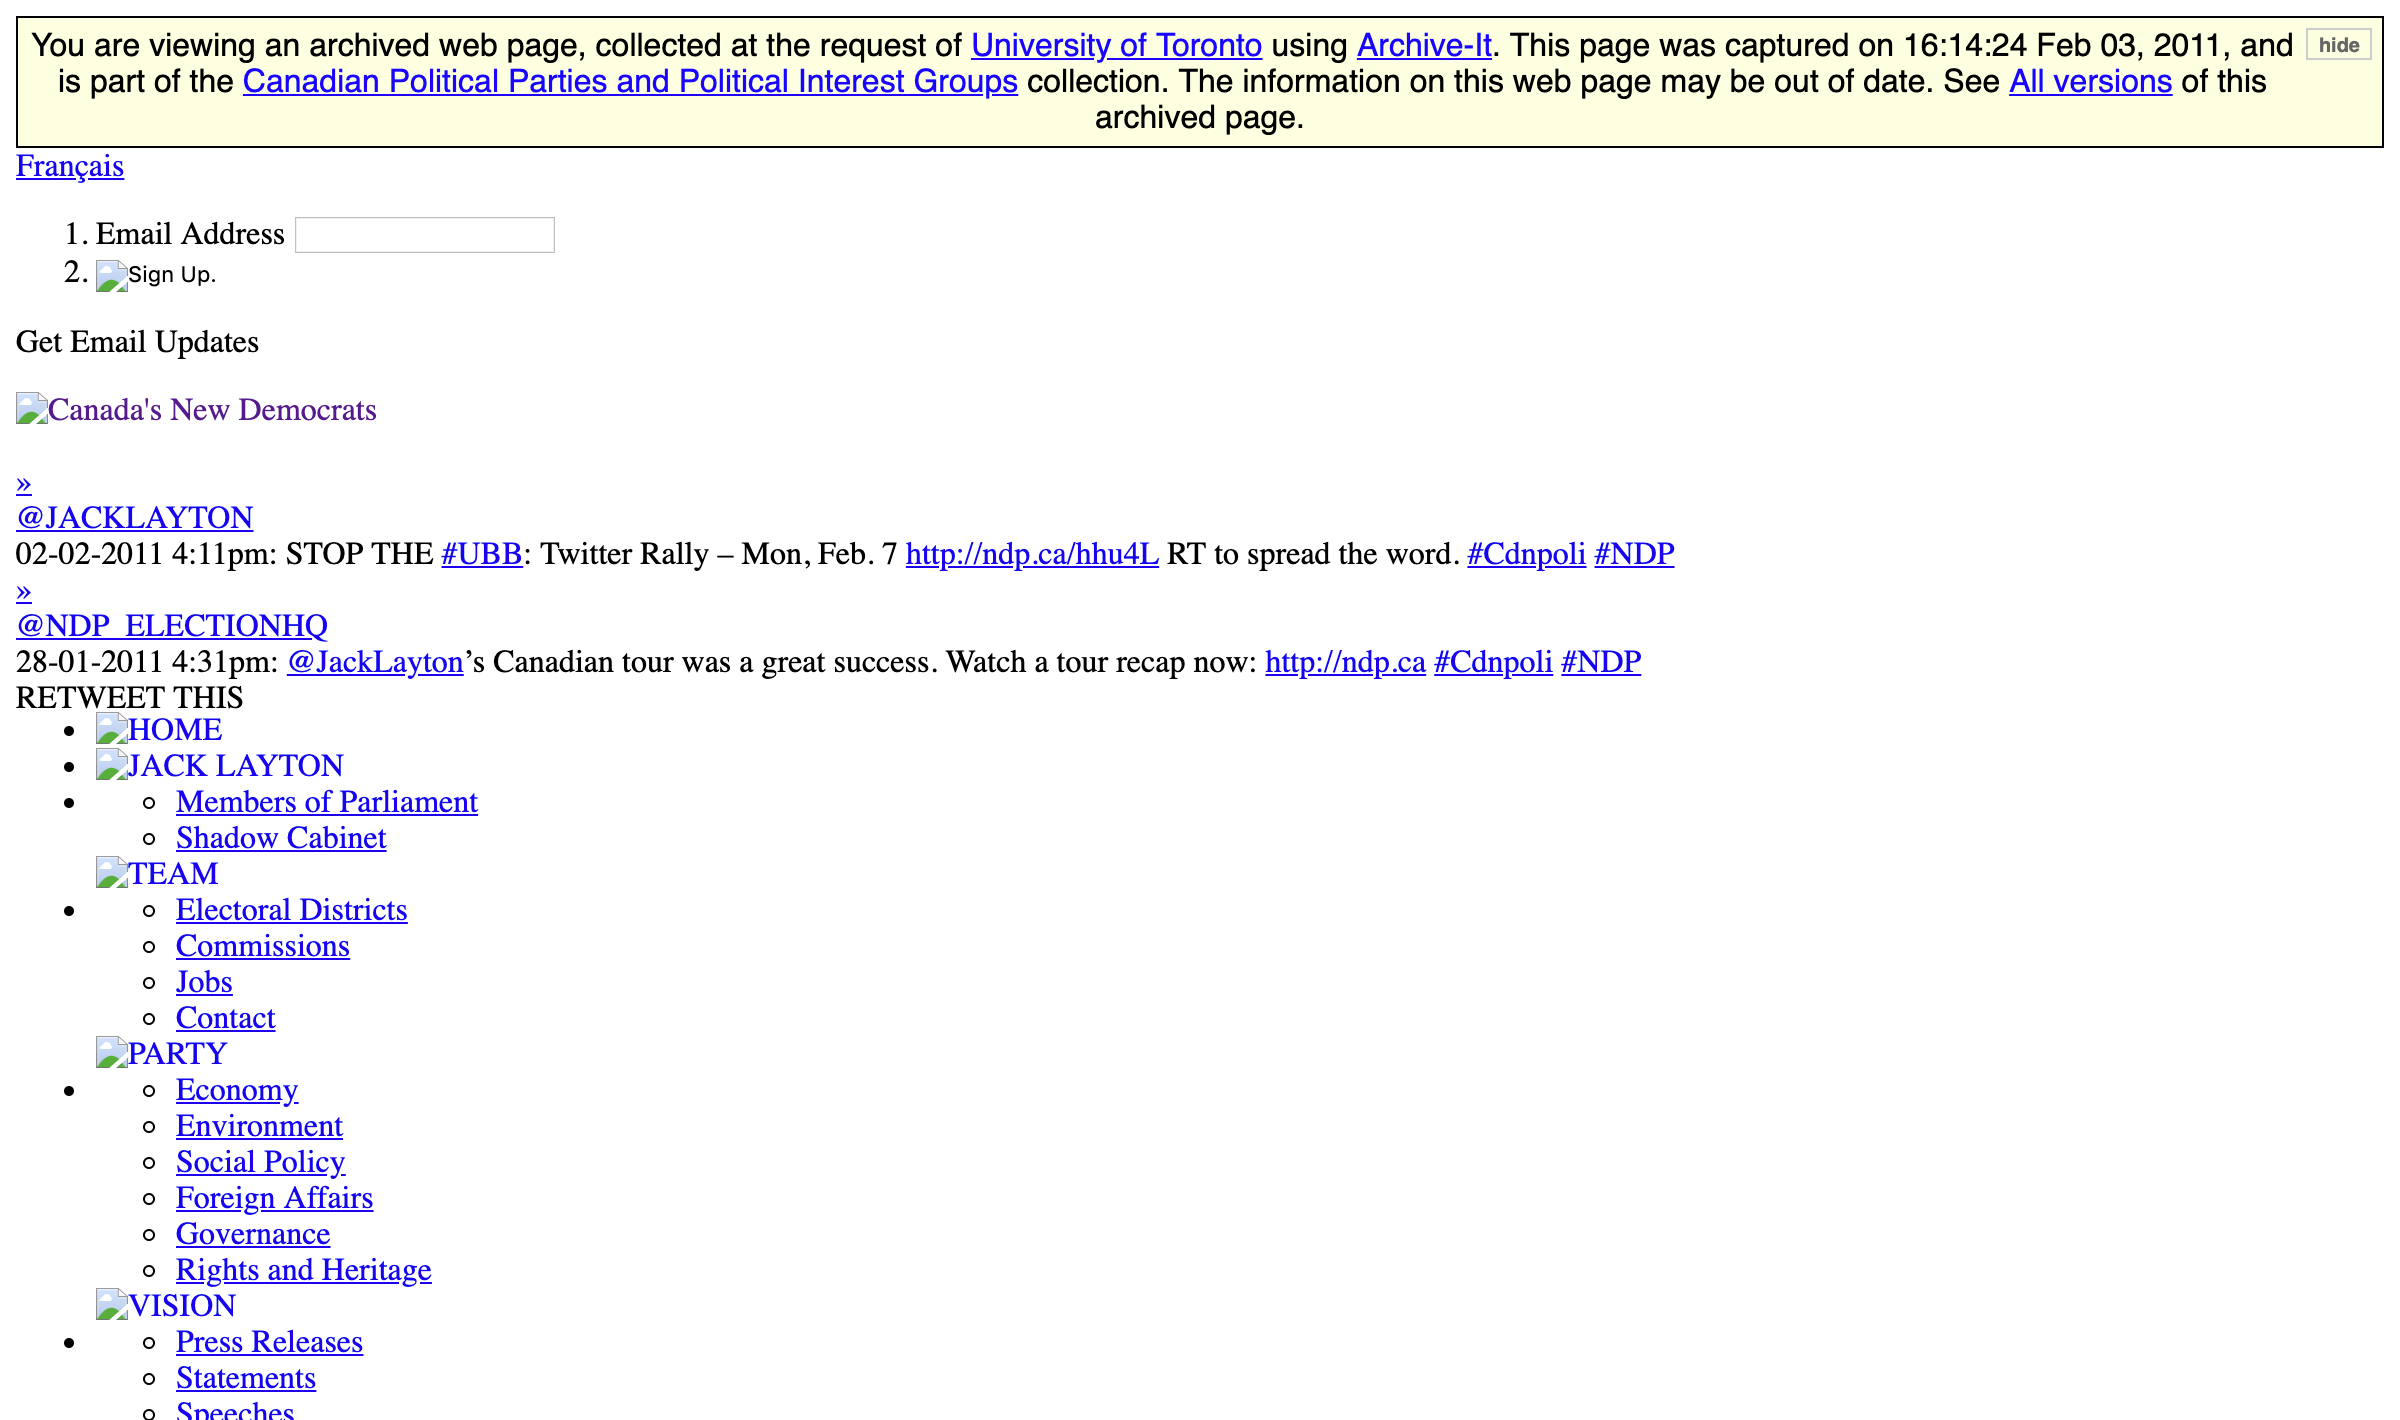 You are viewing an archived web page, collected at the request of University of Toronto using Archive-It. This page was captured on 16:14:24 Feb 03, 2011, and hide
is part of the Canadian Political Parties and Political Interest Groups collection. The information on this web page may be out of date. See All versions of this
archived page.
Français
1. Email Address
2. Sign Up.
Get Email Updates
Canada's New Democrats
»
@JACKLAYTON
02-02-2011 4:11pm: STOP THE #UBB: Twitter Rally – Mon, Feb. 7 http://ndp.ca/hhu4L RT to spread the word. #Cdnpoli #NDP
»
@NDP_ELECTIONHQ
28-01-2011 4:31pm: @JackLayton’s Canadian tour was a great success. Watch a tour recap now: http://ndp.ca #Cdnpoli #NDP
RETWEET THIS
HOME
JACK LAYTON
Members of Parliament
Shadow Cabinet
TEAM
Electoral Districts
Commissions
Jobs
Contact
PARTY
Economy
Environment
Social Policy
Foreign Affairs
Governance
Rights and Heritage
VISION
Press Releases
Statements
Speeches